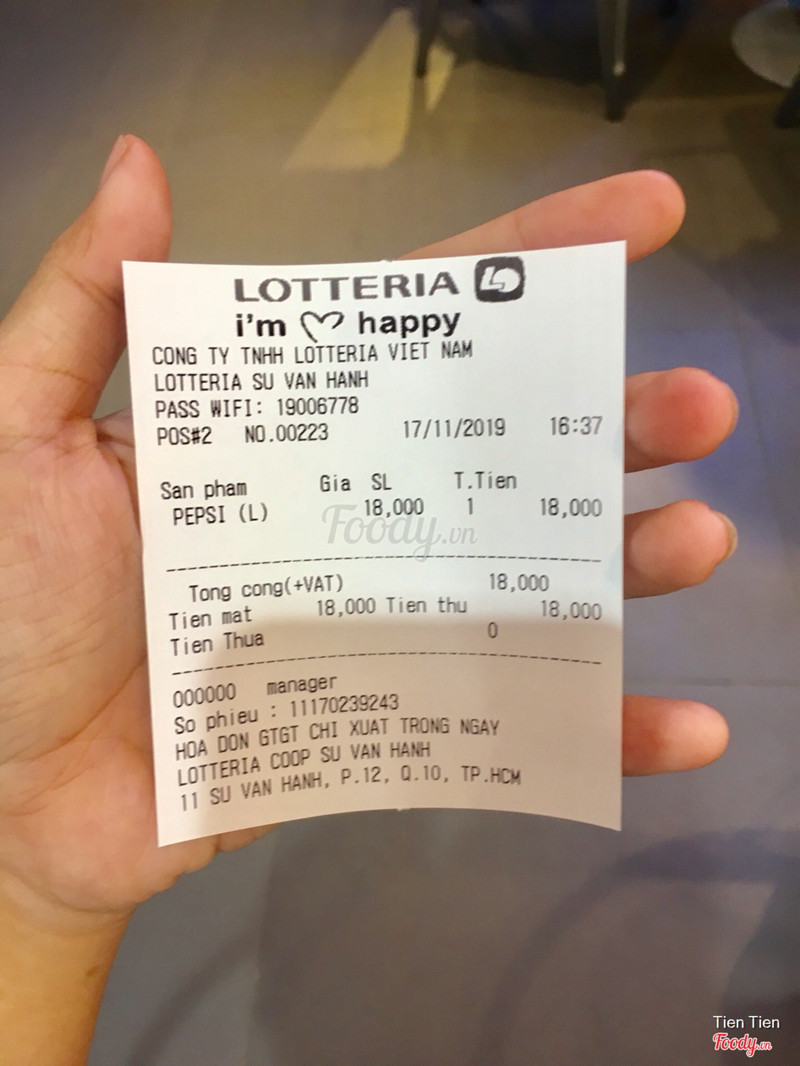 LOTTERIA
i'm happy
CONG TY TNHH LOTTERIA VIET NAM
LOTTERIA SU VAN HANH
PASS WIFI: 19006778
POS#2 NO.00223 17/11/2019 16:37
San pham Gia SL T.Tien
PEPSI (L) 18,000 1 18,000
Foody.vn
Tong cong(+VAT) 18,000
Tien mat 18,000 Tien thu 18,000
Tien Thua 0
000000 manager
So phieu : 11170239243
HOA DON GTGT CHI XUAT TRONG NGAY
LOTTERIA COOP SU VAN HANH
11 SU VAN HANH, P.12, Q.10, TP.HCM
Tien Tien
Foody.vn